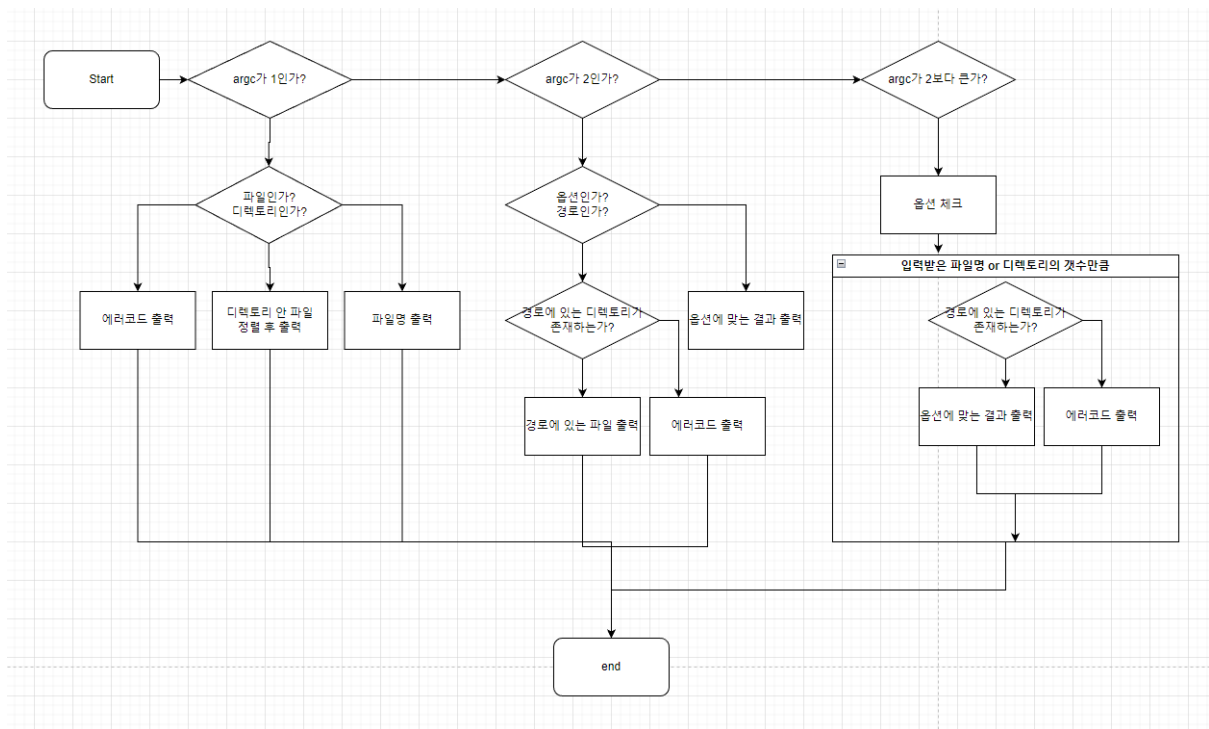 Start
argc가 1인가?
argc가 2인가?
argc가 2보다 큰가?
파일인가?
디렉토리인가?
옵션인가?
경로인가?
옵션 체크
에러코드 출력
디렉토리 안 파일
정렬 후 출력
파일명 출력
경로에 있는 디렉토리가
존재하는가?
옵션에 맞는 결과 출력
경로에 있는 파일 출력
에러코드 출력
입력받은 파일명 or 디렉토리의 갯수만큼
경로에 있는 디렉토리가
존재하는가?
옵션에 맞는 결과 출력
에러코드 출력
end